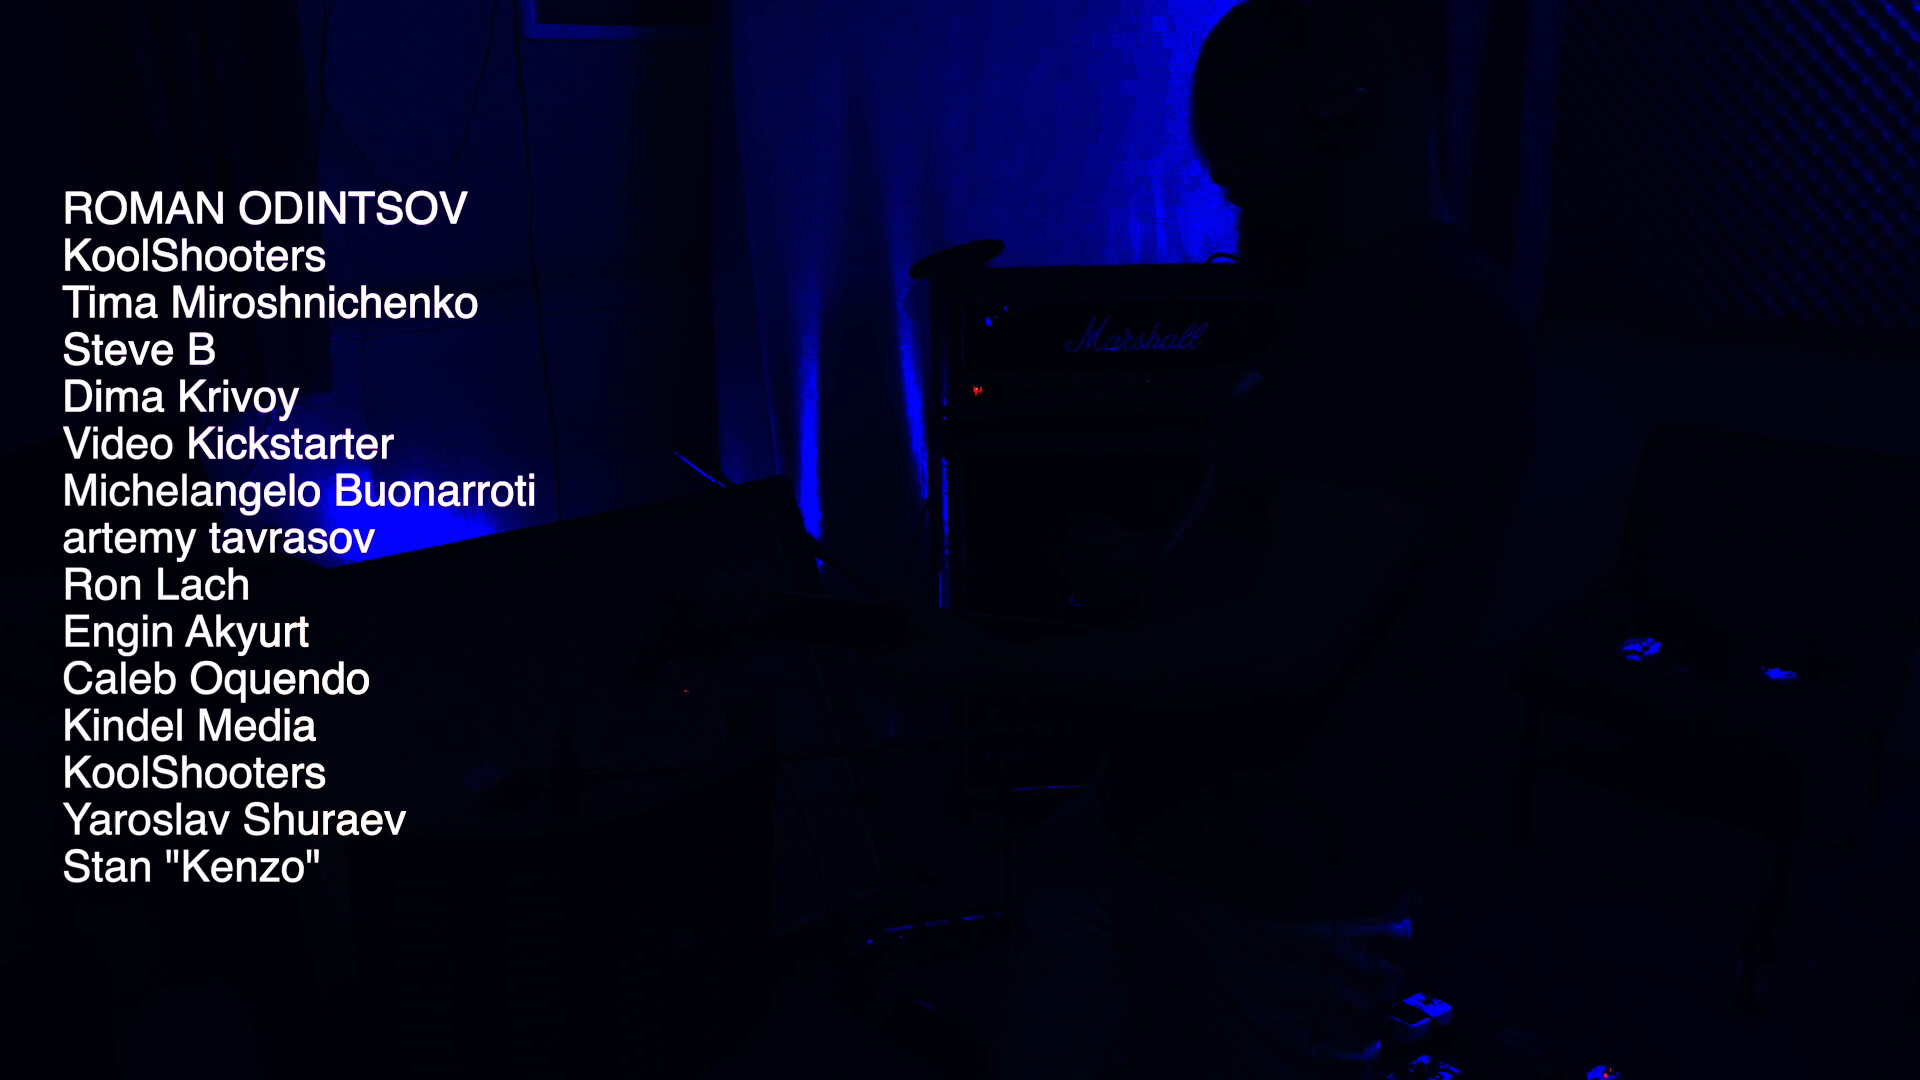 ROMAN ODINTSOV
KoolShooters
Tima Miroshnichenko
Steve B
Dima Krivoy
Video Kickstarter
Michelangelo Buonarroti
artemy tavrasov
Ron Lach
Engin Akyurt
Caleb Oquendo
Kindel Media
KoolShooters
Yaroslav Shuraev
Stan "Kenzo"
Marshall